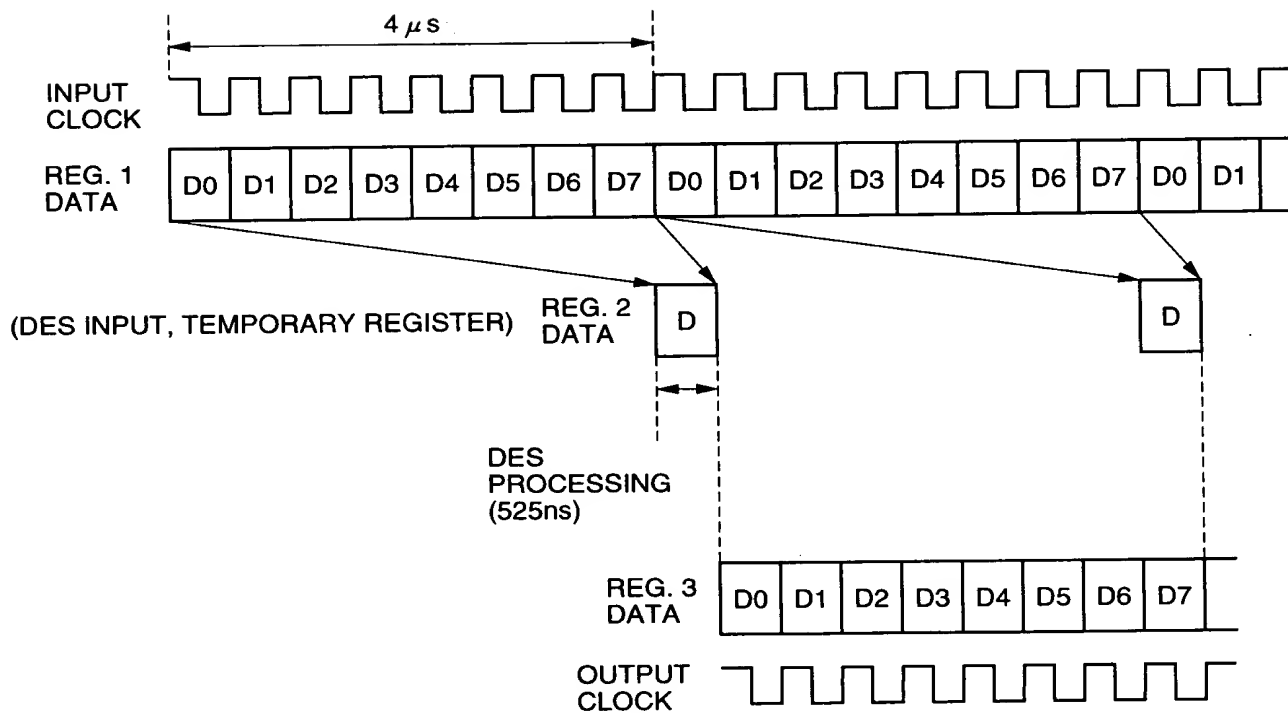 4 μs
INPUT
CLOCK
REG. 1
DATA
D0 D1 D2 D3 D4 D5 D6 D7 D0 D1 D2 D3 D4 D5 D6 D7 D0 D1
(DES INPUT, TEMPORARY REGISTER)
REG. 2
DATA
D D
DES
PROCESSING
(525ns)
REG. 3
DATA
D0 D1 D2 D3 D4 D5 D6 D7
OUTPUT
CLOCK